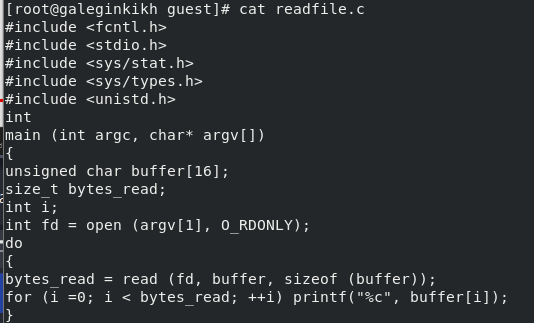 [root@galeginkikh guest]# cat readfile.c
#include <fcntl.h>
#include <stdio.h>
#include <sys/stat.h>
#include <sys/types.h>
#include <unistd.h>
int
main (int argc, char* argv[])
{
unsigned char buffer[16];
size_t bytes_read;
int i;
int fd = open (argv[1], O_RDONLY);
do
{
bytes_read = read (fd, buffer, sizeof (buffer));
for (i =0; i < bytes_read; ++i) printf("%c", buffer[i]);
}